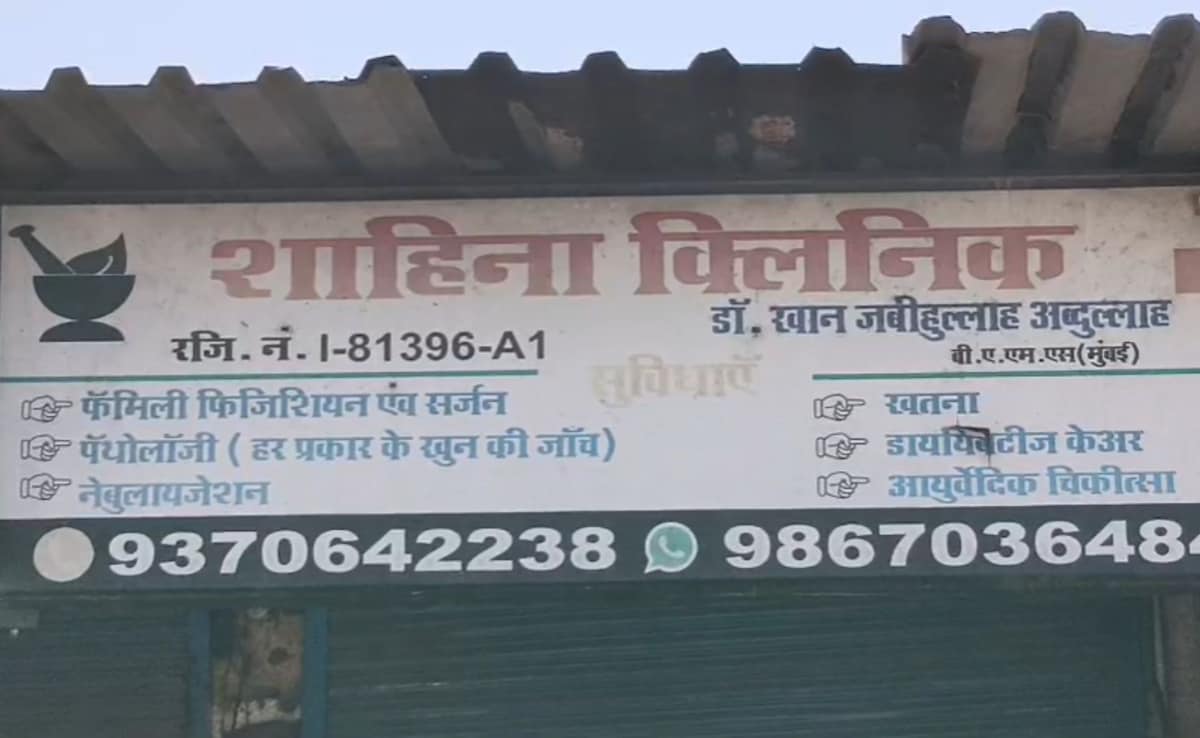 शाहिना क्लिनिक
डॉ. खान जबीहुल्लाह अब्दुल्लाह
रजि. नं. I-81396-A1
बी.ए.एम.एस(मुंबई)
सुविधाएँ
फॅमिली फिजिशियन एंव सर्जन
खतना
पॅथोलॉजी ( हर प्रकार के खुन की जाँच)
डायबिटीज केअर
नेबुलायजेशन
आयुर्वेदिक चिकीत्सा
9370642238 9867036484